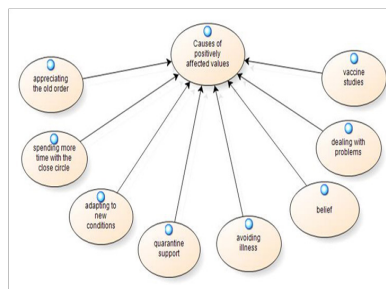 Causes of
positively
affected values
appreciating
the old order
vaccine
studies
spending more
time with the
close circle
dealing with
problems
adapting to
new
conditions
belief
quarantine
support
avoiding
illness